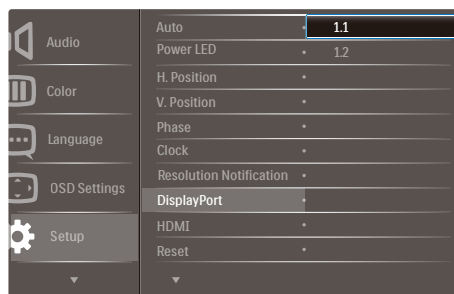 Audio
Color
Language
OSD Settings
Setup
Auto
Power LED
H. Position
V. Position
Phase
Clock
Resolution Notification
DisplayPort
HDMI
Reset
1.1
1.2